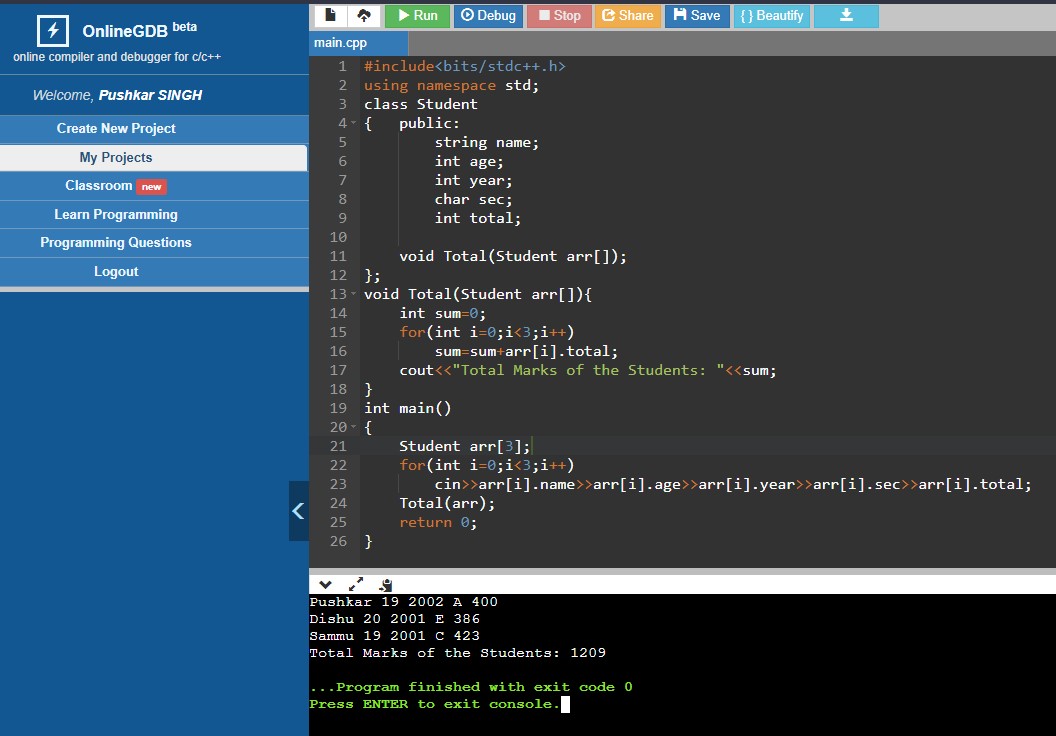 OnlineGDB beta
online compiler and debugger for c/c++
Welcome, Pushkar SINGH
Create New Project
My Projects
Classroom new
Learn Programming
Programming Questions
Logout
Run Debug Stop Share Save { } Beautify
main.cpp
1 #include<bits/stdc++.h>
2 using namespace std;
3 class Student
4 {   public:
5         string name;
6         int age;
7         int year;
8         char sec;
9         int total;
10
11     void Total(Student arr[]);
12 };
13 void Total(Student arr[]){
14     int sum=0;
15     for(int i=0;i<3;i++)
16         sum=sum+arr[i].total;
17     cout<<"Total Marks of the Students: "<<sum;
18 }
19 int main()
20 {
21     Student arr[3];
22     for(int i=0;i<3;i++)
23         cin>>arr[i].name>>arr[i].age>>arr[i].year>>arr[i].sec>>arr[i].total;
24     Total(arr);
25     return 0;
26 }
Pushkar 19 2002 A 400
Dishu 20 2001 E 386
Sammu 19 2001 C 423
Total Marks of the Students: 1209
...Program finished with exit code 0
Press ENTER to exit console.